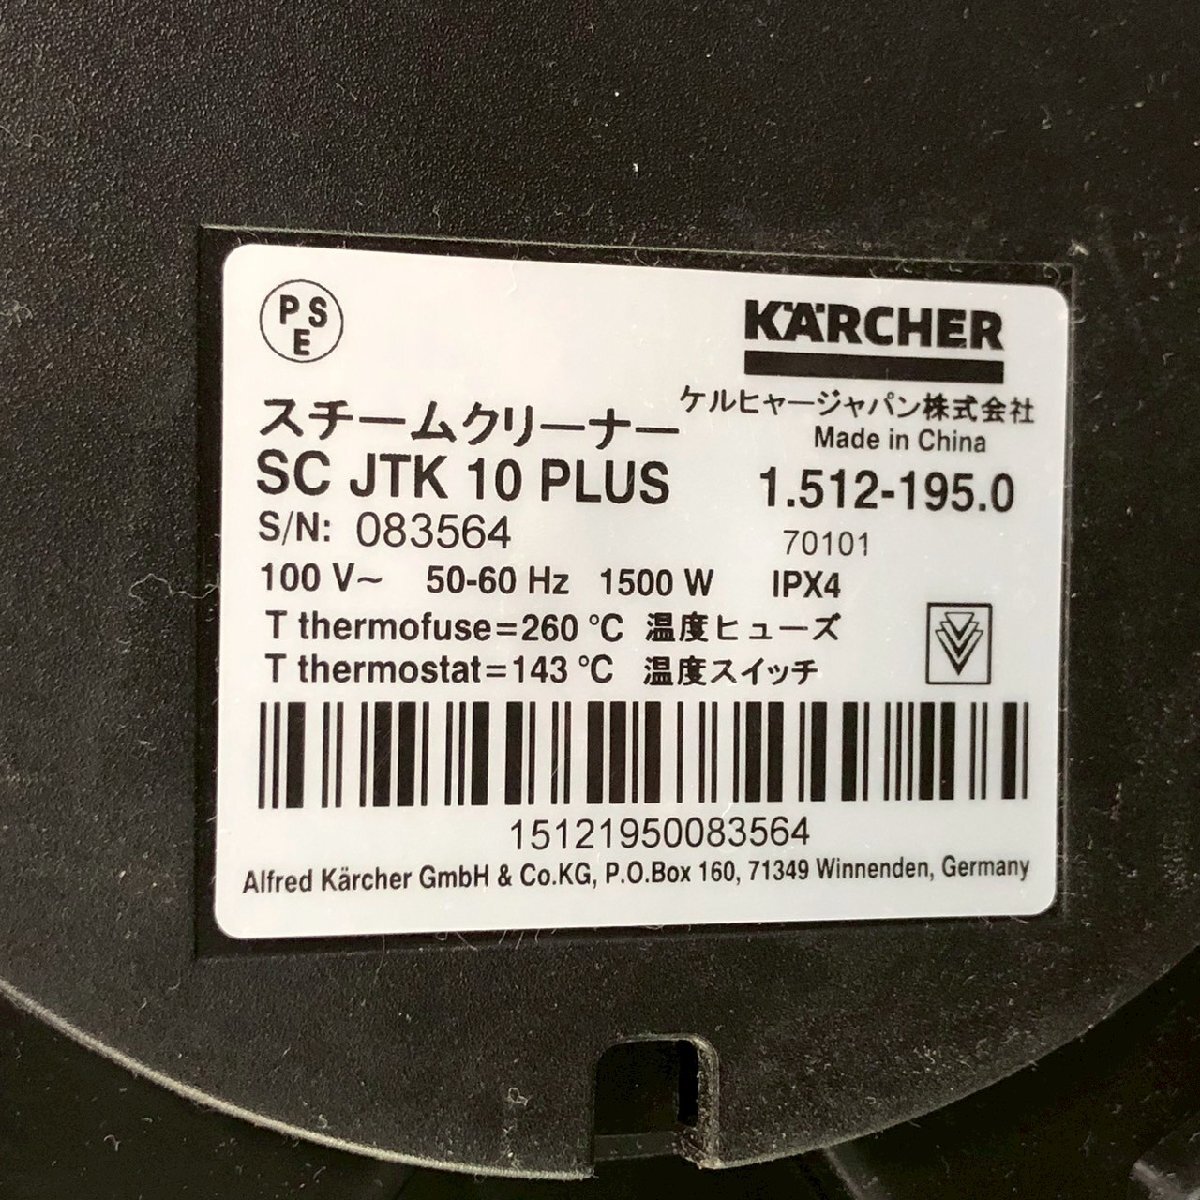 PSE
KÄRCHER
ケルヒャージャパン株式会社
スチームクリーナー
Made in China
SC JTK 10 PLUS 1.512-195.0
S/N: 083564 70101
100 V~ 50-60 Hz 1500 W IPX4
T thermofuse=260 °C 温度ヒューズ
T thermostat=143 °C 温度スイッチ
15121950083564
Alfred Kärcher GmbH & Co.KG, P.O.Box 160, 71349 Winnenden, Germany